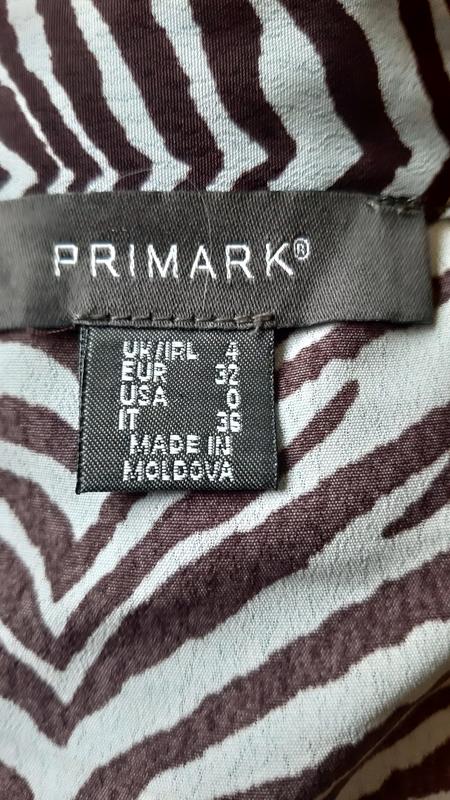 PRIMARK®
UK/IRL 4
EUR 32
USA 0
IT 36
MADE IN
MOLDOVA